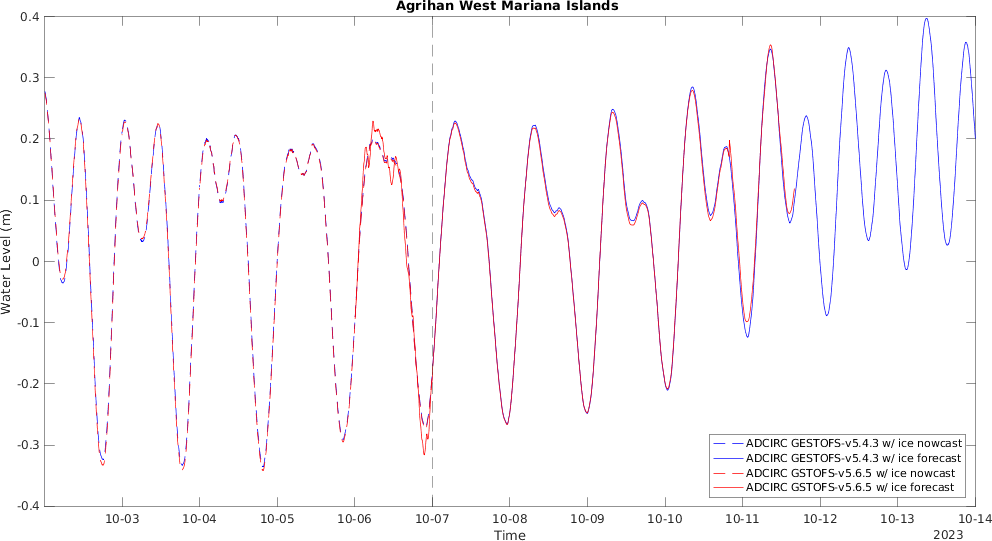 Agrihan West Mariana Islands
0.4
0.3
0.2
0.1
0
-0.1
-0.2
-0.3
-0.4
Water Level (m)
ADCIRC GESTOFS-v5.4.3 w/ ice nowcast
ADCIRC GESTOFS-v5.4.3 w/ ice forecast
ADCIRC GSTOFS-v5.6.5 w/ ice nowcast
ADCIRC GSTOFS-v5.6.5 w/ ice forecast
10-03 10-04 10-05 10-06 10-07 10-08 10-09 10-10 10-11 10-12 10-13 10-14
Time
2023